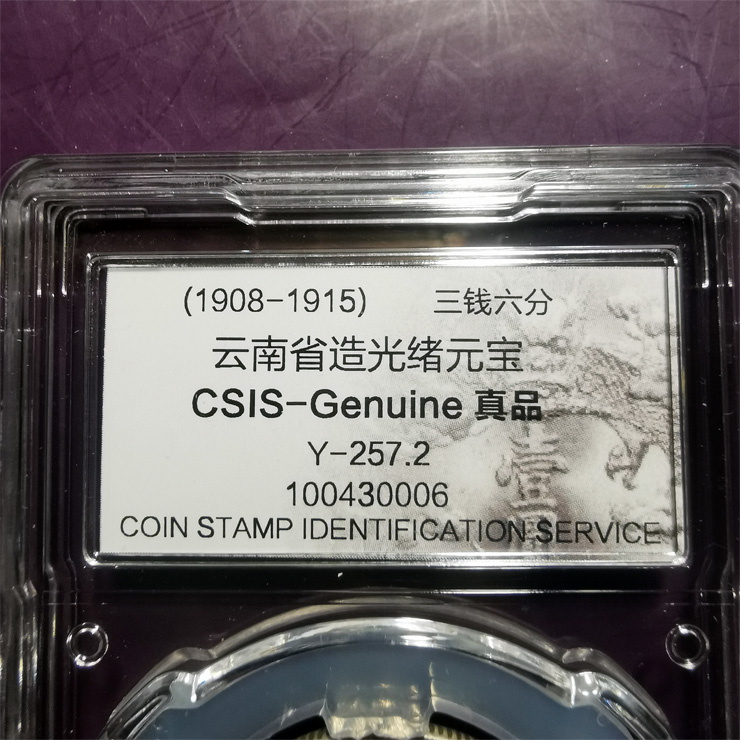 (1908-1915) 三钱六分
云南省造光绪元宝
CSIS-Genuine 真品
Y-257.2
100430006
COIN STAMP IDENTIFICATION SERVICE
壹